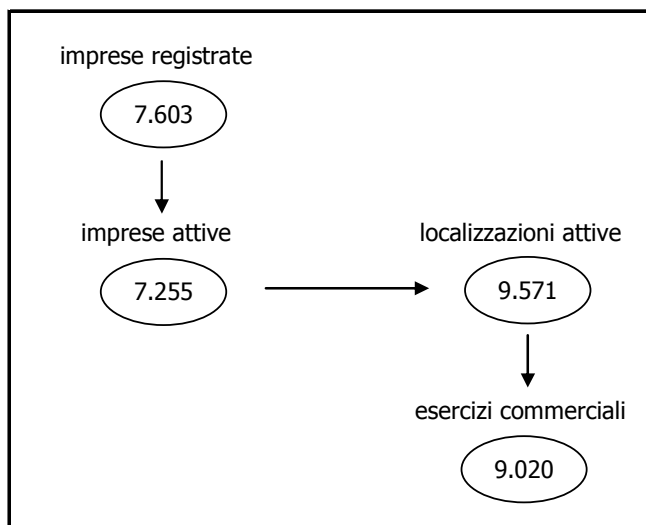 imprese registrate
7.603
imprese attive
7.255
localizzazioni attive
9.571
esercizi commerciali
9.020